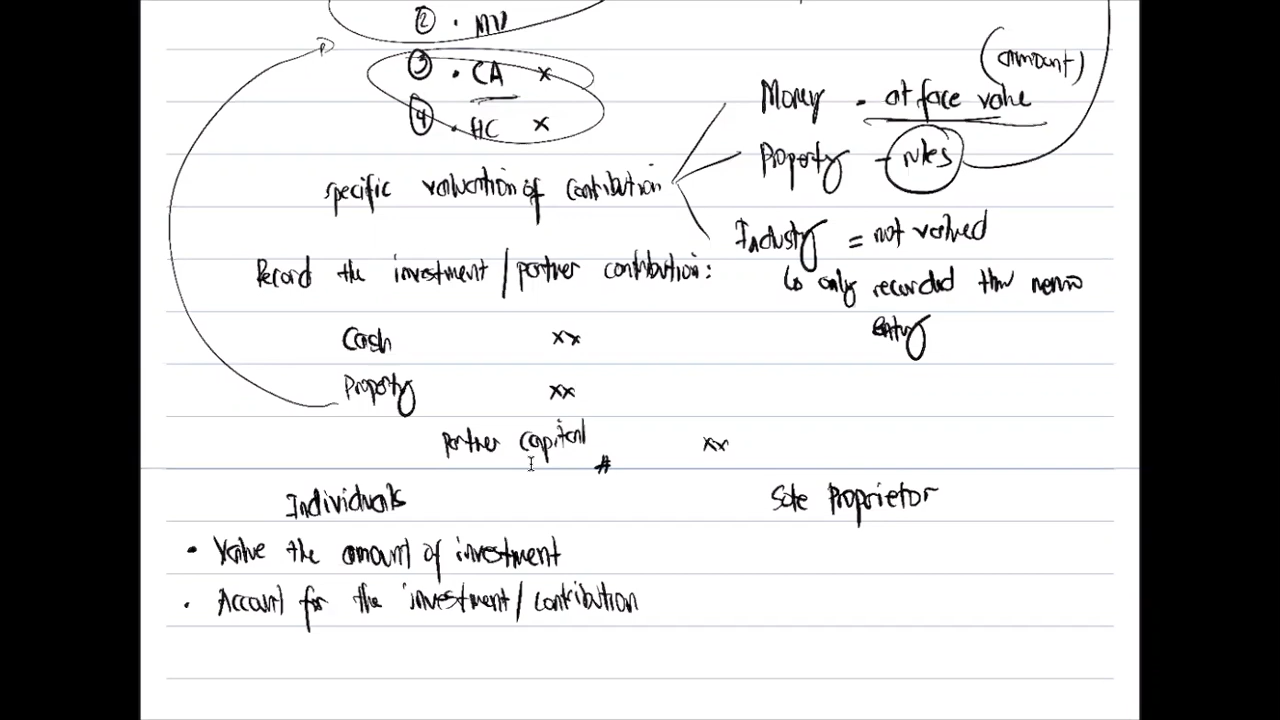 ② • MV
③ • CA x
④ • HC x
(amount)
Money - at face value
Property - rules
specific valuation of contribution
Industry = not valued
↳ only recorded thru memo
entry
Record the investment / partner contribution:
Cash xx
Property xx
partner capital xx
#
Individuals
• Value the amount of investment
• Account for the investment / contribution
Sole Proprietor